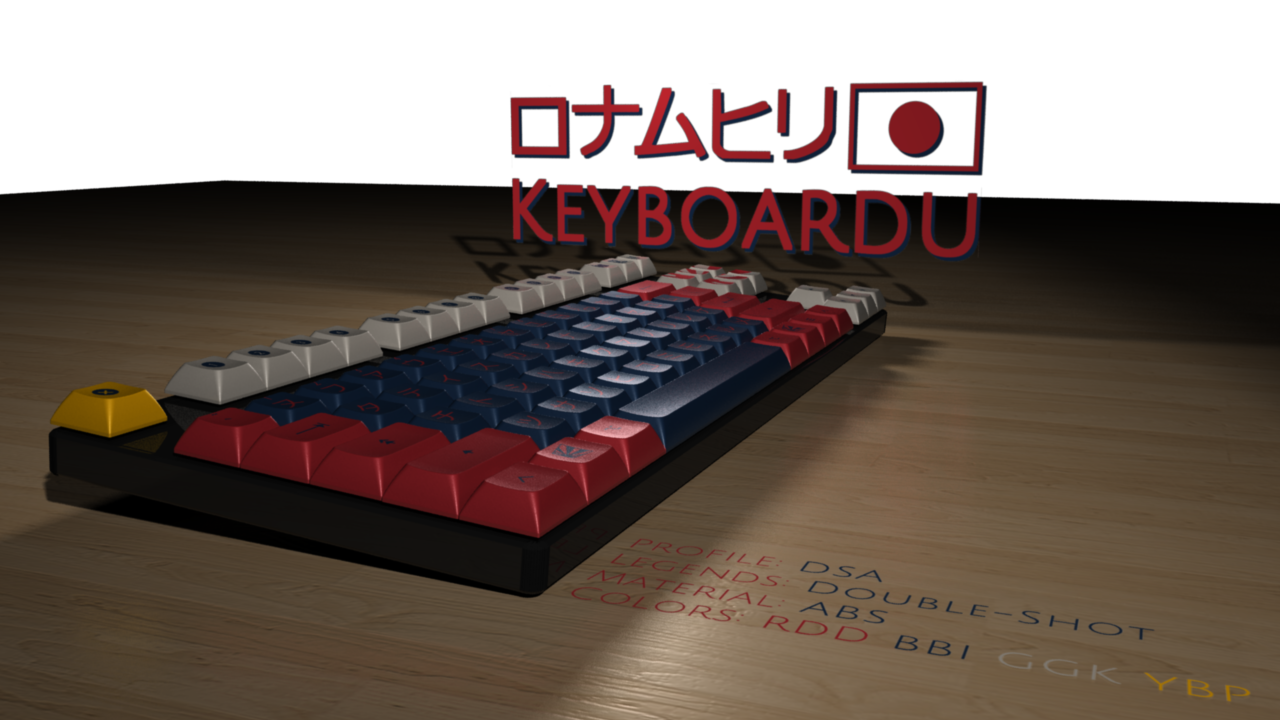 ロナムヒリ
KEYBOARDU
PROFILE: DSA
LEGENDS: DOUBLE-SHOT
MATERIAL: ABS
COLORS: RDD BBI GGK YBP